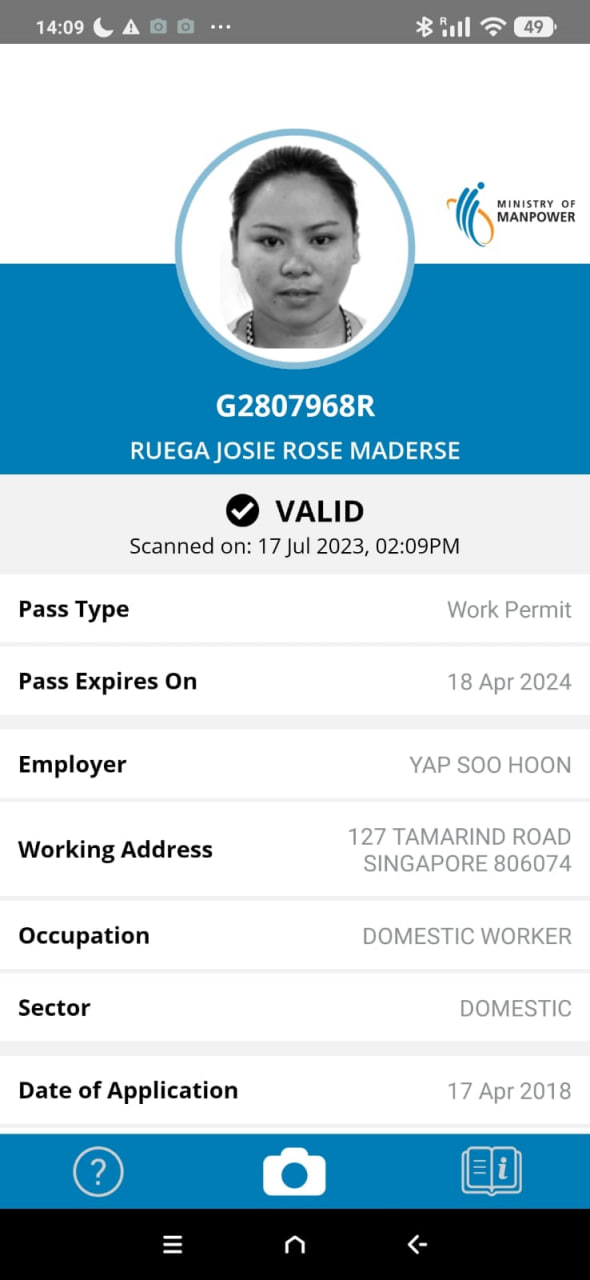 14:09
R
49
MINISTRY OF
MANPOWER
G2807968R
RUEGA JOSIE ROSE MADERSE
VALID
Scanned on: 17 Jul 2023, 02:09PM
Pass Type Work Permit
Pass Expires On 18 Apr 2024
Employer YAP SOO HOON
Working Address 127 TAMARIND ROAD
SINGAPORE 806074
Occupation DOMESTIC WORKER
Sector DOMESTIC
Date of Application 17 Apr 2018